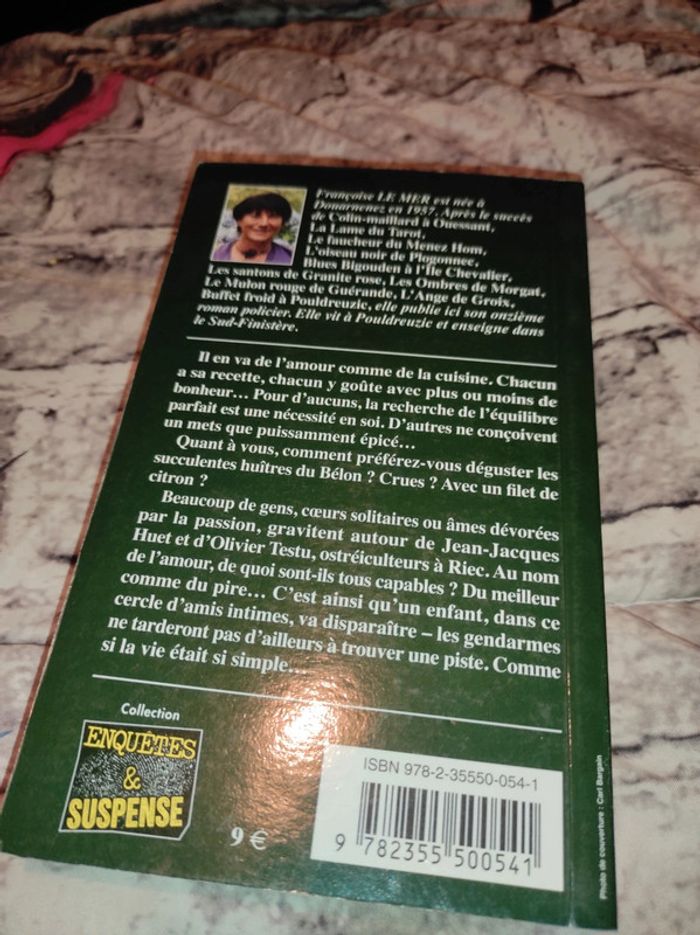 Françoise LE MER est née à
Douarnenez en 1957. Après le succès
de Colin-maillard à Ouessant,
La Lame du Tarot,
Le faucheur du Menez Hom,
L'oiseau noir de Plogonnec,
Blues Bigouden à l'Île Chevalier,
Les santons de Granite rose, Les Ombres de Morgat,
Le Mulon rouge de Guérande, L'Ange de Groix,
Buffet froid à Pouldreuzic, elle publie ici son onzième
roman policier. Elle vit à Pouldreuzic et enseigne dans
le Sud-Finistère.
Il en va de l'amour comme de la cuisine. Chacun
a sa recette, chacun y goûte avec plus ou moins de
bonheur... Pour d'aucuns, la recherche de l'équilibre
parfait est une nécessité en soi. D'autres ne conçoivent
un mets que puissamment épicé...
Quant à vous, comment préférez-vous déguster les
succulentes huîtres du Bélon ? Crues ? Avec un filet de
citron ?
Beaucoup de gens, cœurs solitaires ou âmes dévorées
par la passion, gravitent autour de Jean-Jacques
Huet et d'Olivier Testu, ostréiculteurs à Riec. Au nom
de l'amour, de quoi sont-ils tous capables ? Du meilleur
comme du pire... C'est ainsi qu'un enfant, dans ce
cercle d'amis intimes, va disparaître – les gendarmes
ne tarderont pas d'ailleurs à trouver une piste. Comme
si la vie était si simple...
Collection
ENQUÊTES
&
SUSPENSE
9 €
ISBN 978-2-35550-054-1
9 782355 500541
Photo de couverture : Carl Bargain